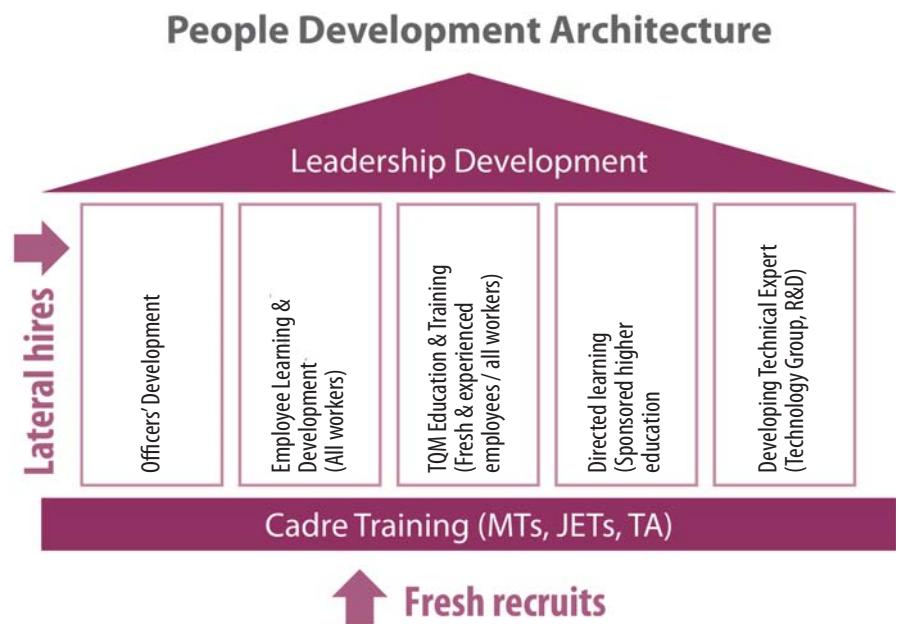 People Development Architecture
Leadership Development
Lateral hires
Officers' Development
Employee Learning &
Development
(All workers)
TQM Education & Training
(Fresh & experienced
employees / all workers)
Directed learning
(Sponsored higher
education
Developing Technical Expert
(Technology Group, R&D)
Cadre Training (MTs, JETs, TA)
Fresh recruits